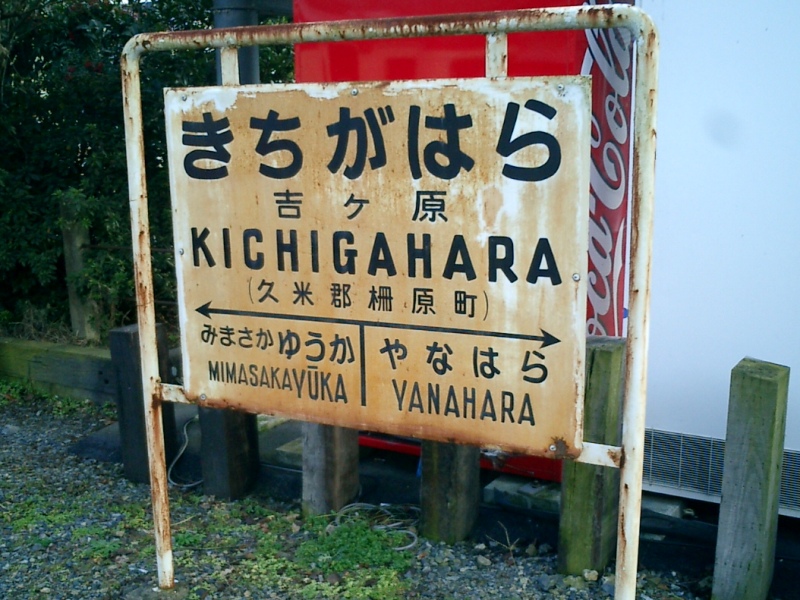 きちがはら
吉ヶ原
KICHIGAHARA
(久米郡柵原町)
みまさかゆうか やなはら
MIMASAKAYŪKA YANAHARA
Coca-Cola